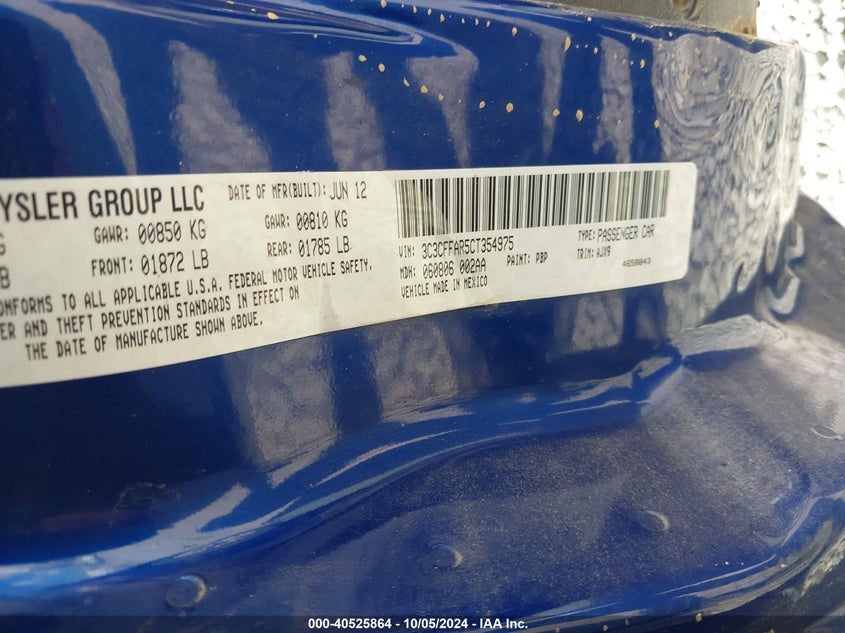 YSLER GROUP LLC
DATE OF MFR(BUILT): JUN 12
G
GAWR: 00850 KG
00810 KG
B
FRONT: 01872 LB
REAR: 01785 LB
CONFORMS TO ALL APPLICABLE U.S.A. FEDERAL MOTOR VEHICLE SAFETY,
ER AND THEFT PREVENTION STANDARDS IN EFFECT ON
THE DATE OF MANUFACTURE SHOWN ABOVE.
GAWR:
VIN: 3C3CFFAR5CT354975
TYPE: PASSENGER CAR
MDH: 060806 002AA
PAINT: PBP
TRIM: AJX9
VEHICLE MADE IN MEXICO
4658843
000-40525864 - 10/05/2024 - IAA Inc.